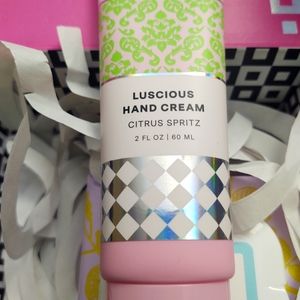 LUSCIOUS
HAND CREAM
CITRUS SPRITZ
2 FL OZ | 60 ML